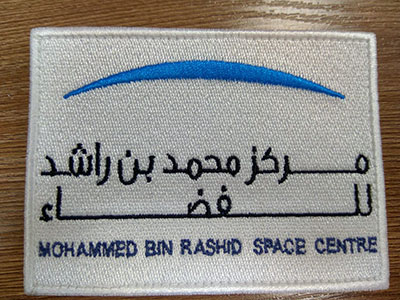 مركز محمد بن راشد
للفضاء
MOHAMMED BIN RASHID SPACE CENTRE